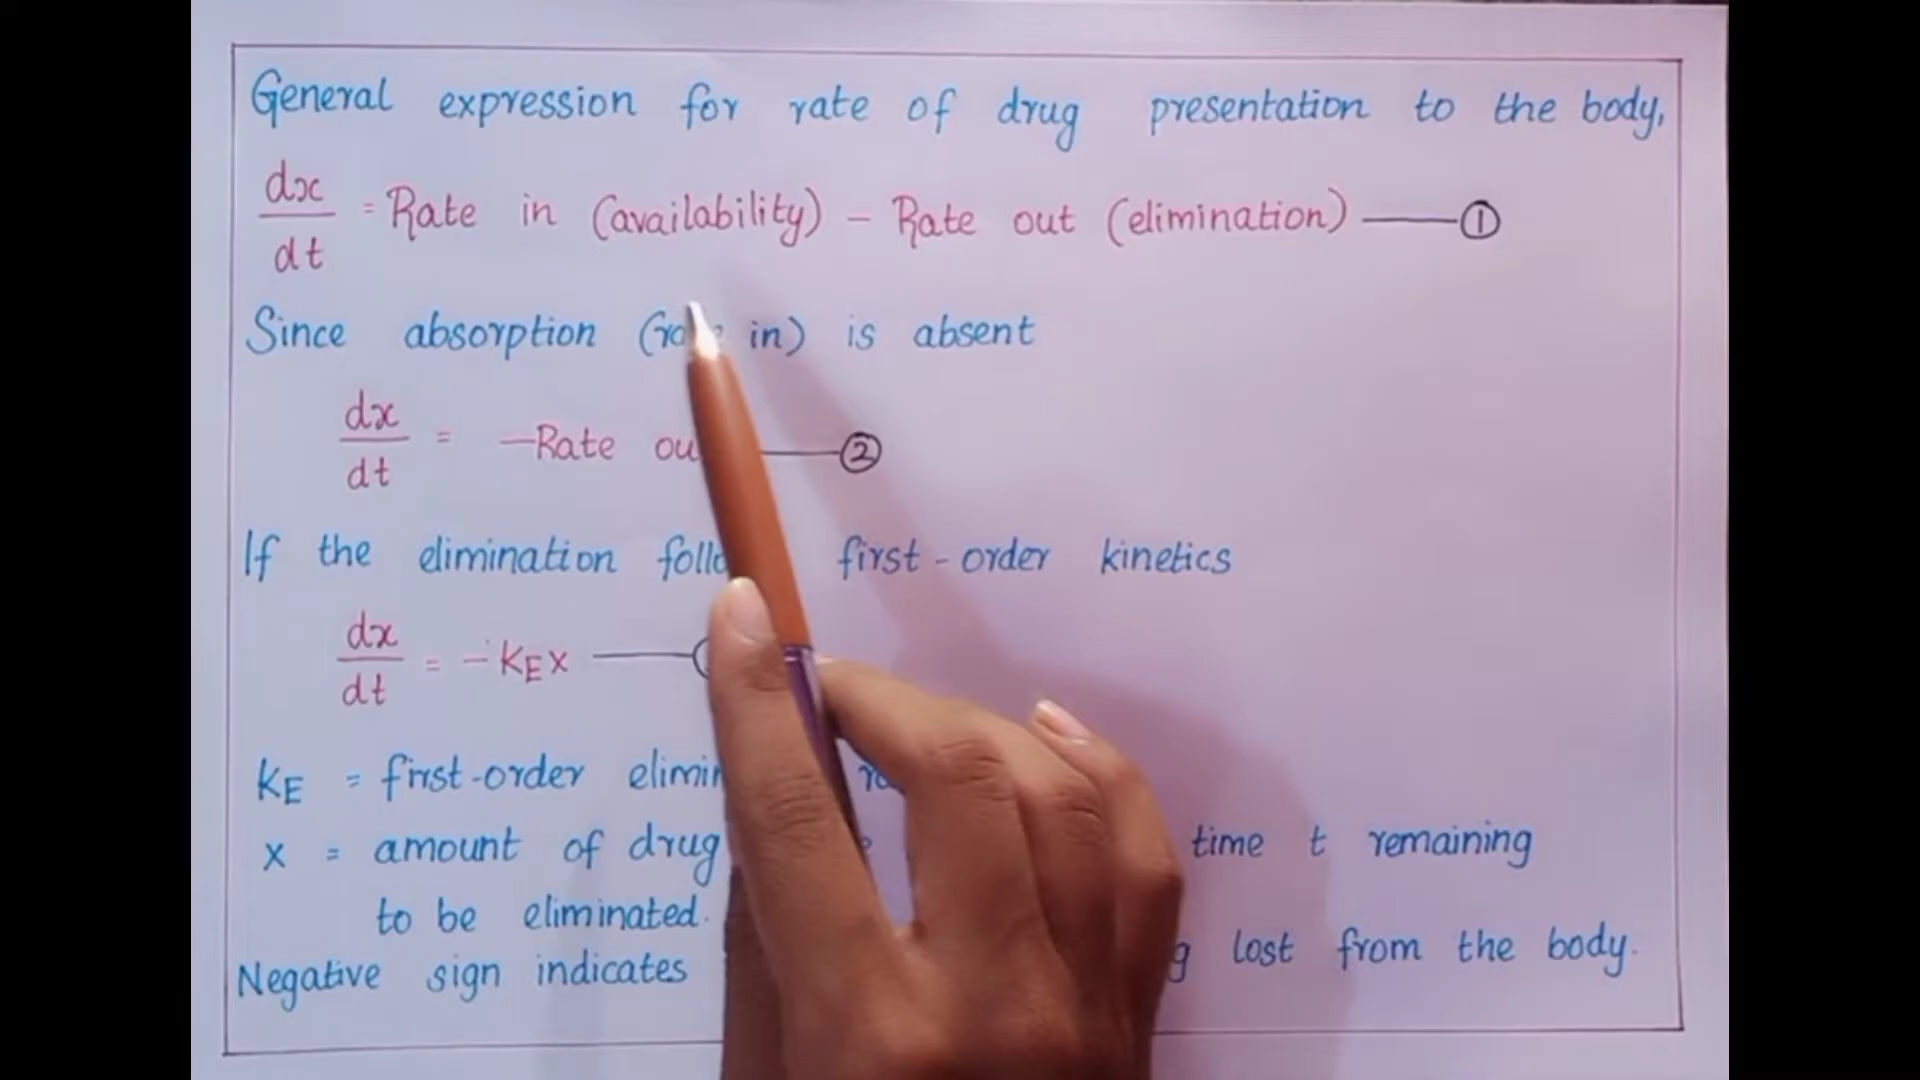 General expression for rate of drug presentation to the body,
dx/dt = Rate in (availability) – Rate out (elimination) —— ①
Since absorption ( in) is absent
dx/dt = –Rate —— ②
If the elimination first-order kinetics
dx/dt = –KEX ——
KE = first-order
X = amount of drug time t remaining
to be eliminated.
Negative sign indicates lost from the body.